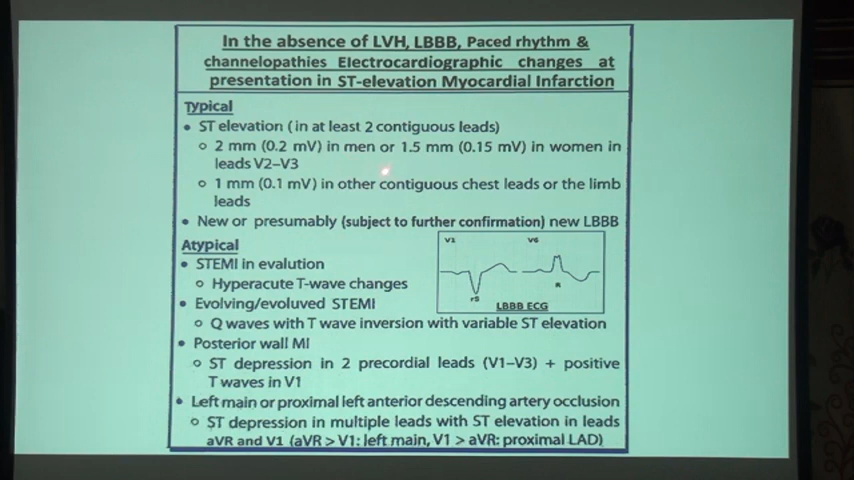 In the absence of LVH, LBBB, Paced rhythm &
channelopathies Electrocardiographic changes at
presentation in ST-elevation Myocardial Infarction
Typical
• ST elevation (in at least 2 contiguous leads)
○ 2 mm (0.2 mV) in men or 1.5 mm (0.15 mV) in women in
leads V2–V3
○ 1 mm (0.1 mV) in other contiguous chest leads or the limb
leads
• New or presumably (subject to further confirmation) new LBBB
Atypical
• STEMI in evalution
○ Hyperacute T-wave changes
• Evolving/evoluved STEMI
○ Q waves with T wave inversion with variable ST elevation
V1 V6
rS R
LBBB ECG
• Posterior wall MI
○ ST depression in 2 precordial leads (V1–V3) + positive
T waves in V1
• Left main or proximal left anterior descending artery occlusion
○ ST depression in multiple leads with ST elevation in leads
aVR and V1 (aVR > V1: left main, V1 > aVR: proximal LAD)